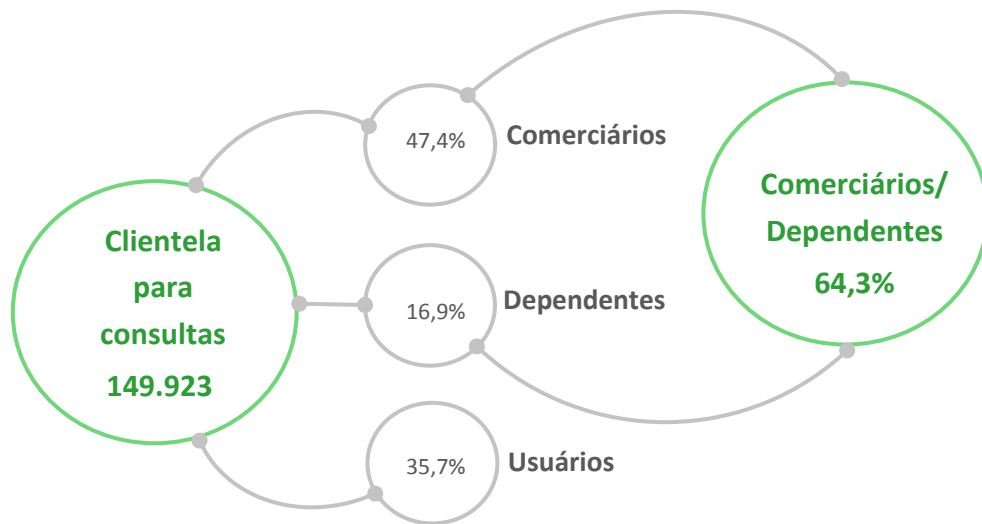 Clientela
para
consultas
149.923
47,4%
Comerciários
16,9%
Dependentes
35,7%
Usuários
Comerciários/
Dependentes
64,3%